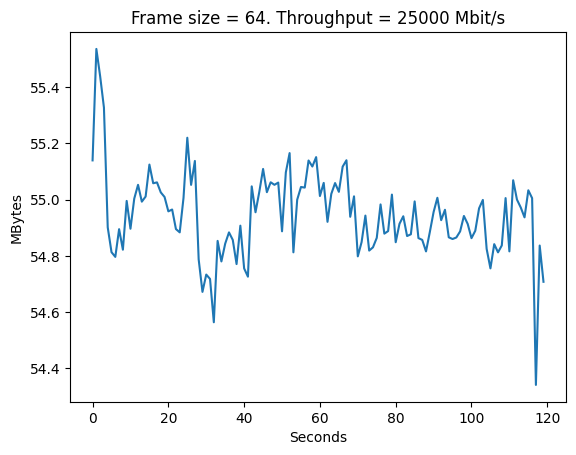 Frame size = 64. Throughput = 25000 Mbit/s
55.4
55.2
55.0
54.8
54.6
54.4
MBytes
0 20 40 60 80 100 120
Seconds